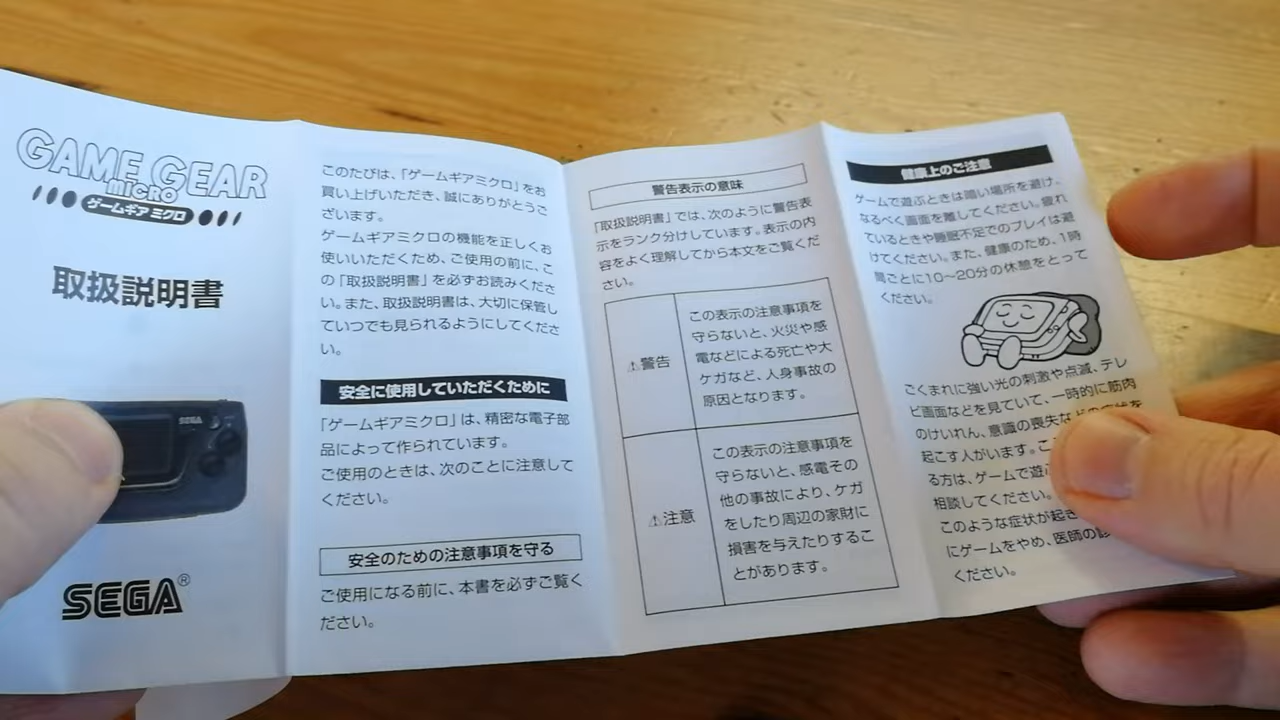 GAME GEAR
micro
ゲームギア ミクロ
取扱説明書
SEGA
SEGA®
このたびは、「ゲームギアミクロ」をお
買い上げいただき、誠にありがとうご
ざいます。
ゲームギアミクロの機能を正しくお
使いいただくため、ご使用の前に、こ
の「取扱説明書」を必ずお読みくださ
い。また、取扱説明書は、大切に保管し
ていつでも見られるようにしてくださ
い。
安全に使用していただくために
「ゲームギアミクロ」は、精密な電子部
品によって作られています。
ご使用のときは、次のことに注意して
ください。
安全のための注意事項を守る
ご使用になる前に、本書を必ずご覧く
ださい。
警告表示の意味
「取扱説明書」では、次のように警告表
示をランク分けしています。表示の内
容をよく理解してから本文をご覧くだ
さい。
⚠警告
この表示の注意事項を
守らないと、火災や感
電などによる死亡や大
ケガなど、人身事故の
原因となります。
⚠注意
この表示の注意事項を
守らないと、感電その
他の事故により、ケガ
をしたり周辺の家財に
損害を与えたりするこ
とがあります。
健康上のご注意
ゲームで遊ぶときは暗い場所を避け、
なるべく画面を離してください。疲れ
ているときや睡眠不足でのプレイは避
けてください。また、健康のため、1時
間ごとに10～20分の休憩をとって
ください。
ごくまれに強い光の刺激や点滅、テレ
ビ画面などを見ていて、一時的に筋肉
のけいれん、意識の喪失などの症状を
起こす人がいます。こ
る方は、ゲームで遊
相談してください。
このような症状が起き
にゲームをやめ、医師の診
ください。